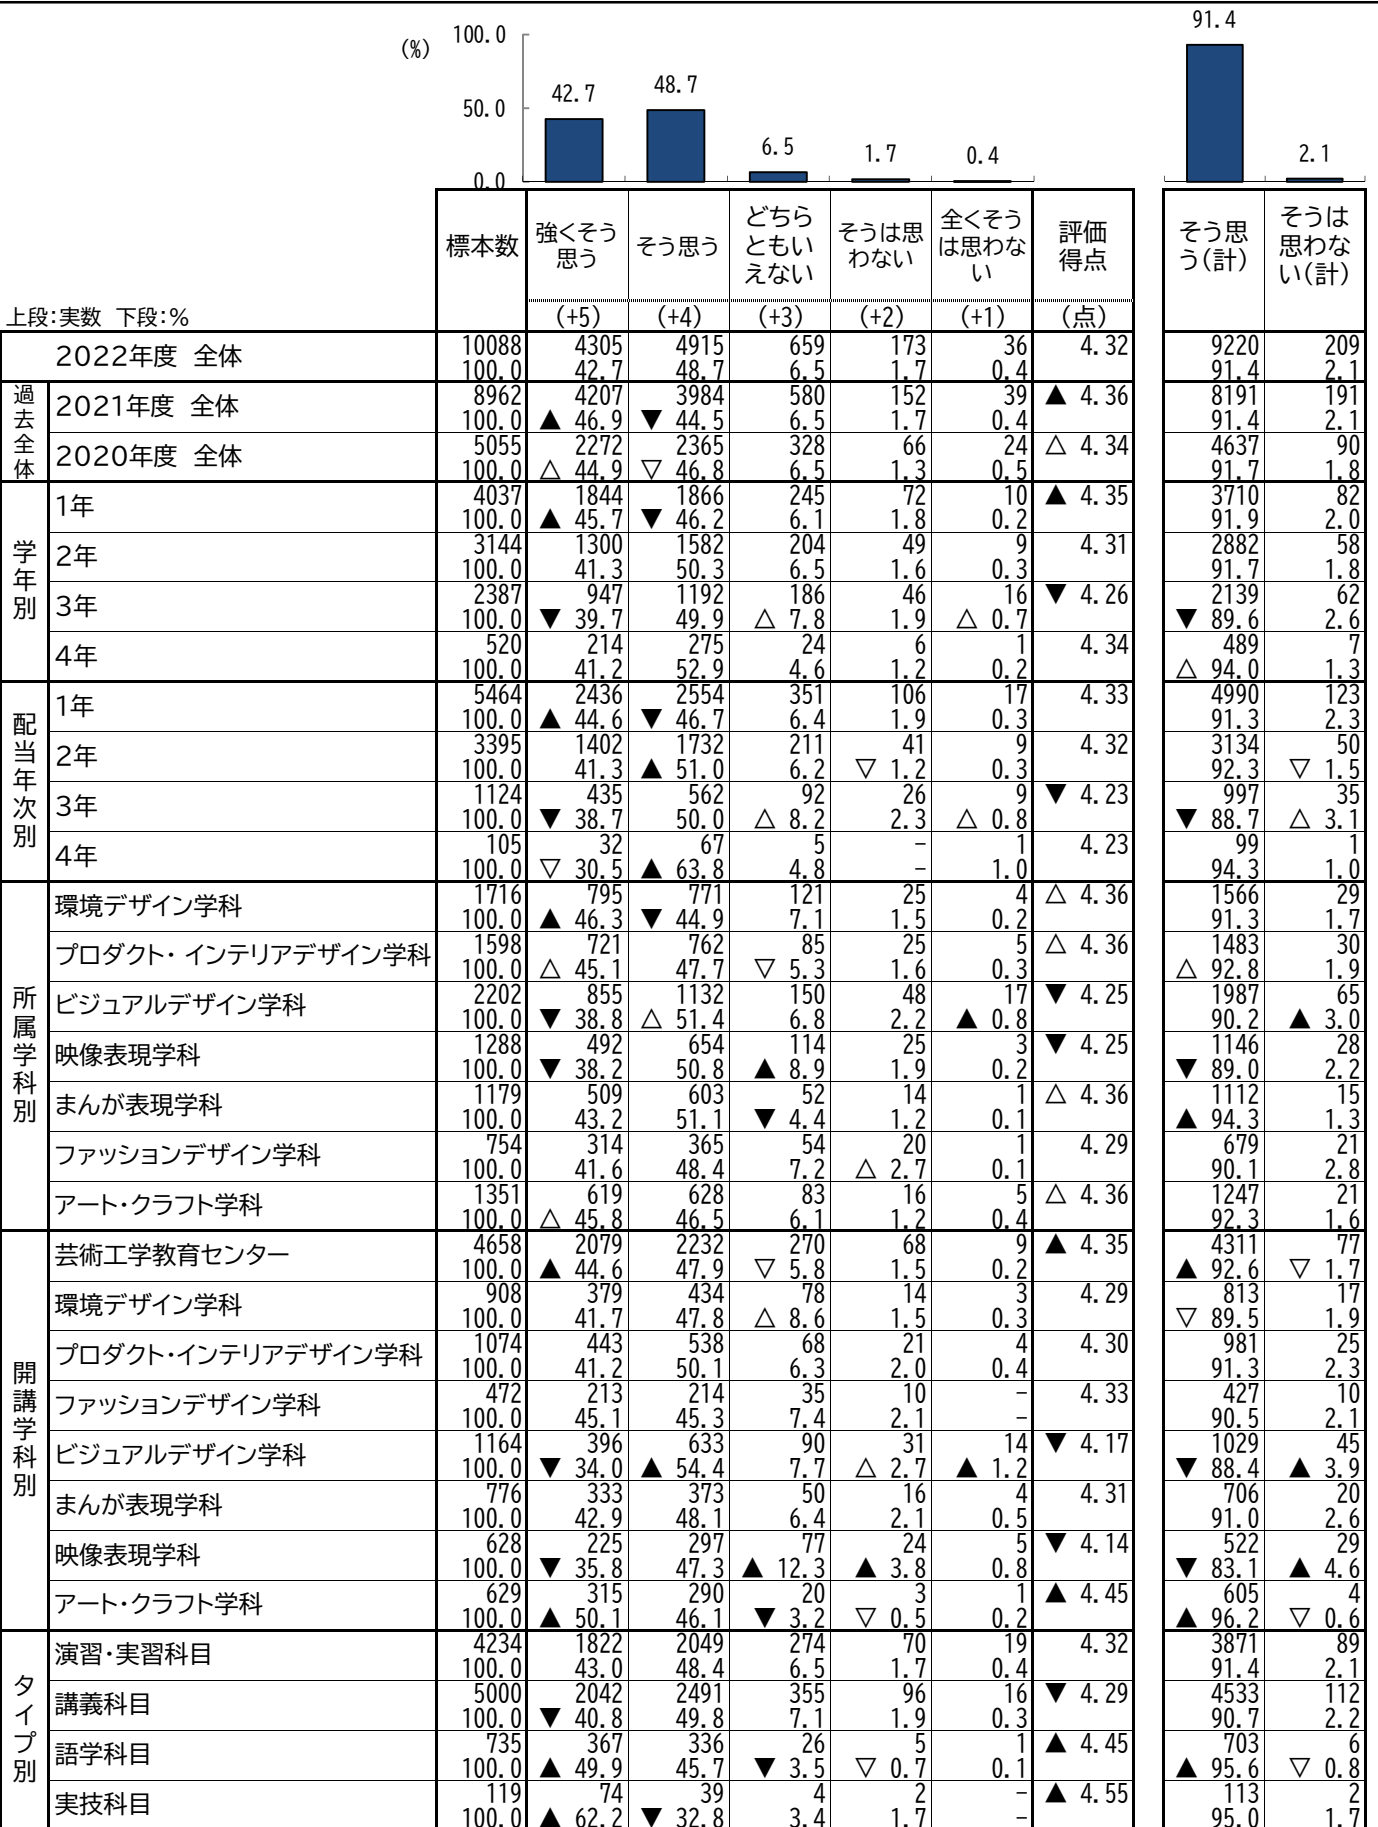 91.4
(%) 100.0
48.7
42.7
50.0
6.5 1.7 0.4 2.1
0.0
標本数 強くそう思う そう思う どちらともいえない そうは思わない 全くそうは思わない 評価得点 そう思う(計) そうは思わない(計)
上段:実数 下段:% (+5) (+4) (+3) (+2) (+1) (点)
2022年度 全体 10088 4305 4915 659 173 36 4.32 9220 209
100.0 42.7 48.7 6.5 1.7 0.4 91.4 2.1
過去全体
2021年度 全体 8962 4207 3984 580 152 39 ▲ 4.36 8191 191
100.0 ▲ 46.9 ▼ 44.5 6.5 1.7 0.4 91.4 2.1
2020年度 全体 5055 2272 2365 328 66 24 △ 4.34 4637 90
100.0 △ 44.9 ▽ 46.8 6.5 1.3 0.5 91.7 1.8
学年別
1年 4037 1844 1866 245 72 10 ▲ 4.35 3710 82
100.0 ▲ 45.7 ▼ 46.2 6.1 1.8 0.2 91.9 2.0
2年 3144 1300 1582 204 49 9 4.31 2882 58
100.0 41.3 50.3 6.5 1.6 0.3 91.7 1.8
3年 2387 947 1192 186 46 16 ▼ 4.26 2139 62
100.0 ▼ 39.7 49.9 △ 7.8 1.9 △ 0.7 ▼ 89.6 2.6
4年 520 214 275 24 6 1 4.34 489 7
100.0 41.2 52.9 4.6 1.2 0.2 △ 94.0 1.3
配当年次別
1年 5464 2436 2554 351 106 17 4.33 4990 123
100.0 ▲ 44.6 ▼ 46.7 6.4 1.9 0.3 91.3 2.3
2年 3395 1402 1732 211 41 9 4.32 3134 50
100.0 41.3 ▲ 51.0 6.2 ▽ 1.2 0.3 92.3 ▽ 1.5
3年 1124 435 562 92 26 9 ▼ 4.23 997 35
100.0 ▼ 38.7 50.0 △ 8.2 2.3 △ 0.8 ▼ 88.7 △ 3.1
4年 105 32 67 5 - 1 4.23 99 1
100.0 ▽ 30.5 ▲ 63.8 4.8 - 1.0 94.3 1.0
所属学科別
環境デザイン学科 1716 795 771 121 25 4 △ 4.36 1566 29
100.0 ▲ 46.3 ▼ 44.9 7.1 1.5 0.2 91.3 1.7
プロダクト・インテリアデザイン学科 1598 721 762 85 25 5 △ 4.36 1483 30
100.0 △ 45.1 47.7 ▽ 5.3 1.6 0.3 △ 92.8 1.9
ビジュアルデザイン学科 2202 855 1132 150 48 17 ▼ 4.25 1987 65
100.0 ▼ 38.8 △ 51.4 6.8 2.2 ▲ 0.8 90.2 ▲ 3.0
映像表現学科 1288 492 654 114 25 3 ▼ 4.25 1146 28
100.0 ▼ 38.2 50.8 ▲ 8.9 1.9 0.2 ▼ 89.0 2.2
まんが表現学科 1179 509 603 52 14 1 △ 4.36 1112 15
100.0 43.2 51.1 ▼ 4.4 1.2 0.1 ▲ 94.3 1.3
ファッションデザイン学科 754 314 365 54 20 1 4.29 679 21
100.0 41.6 48.4 7.2 △ 2.7 0.1 90.1 2.8
アート・クラフト学科 1351 619 628 83 16 5 △ 4.36 1247 21
100.0 △ 45.8 46.5 6.1 1.2 0.4 92.3 1.6
開講学科別
芸術工学教育センター 4658 2079 2232 270 68 9 ▲ 4.35 4311 77
100.0 ▲ 44.6 47.9 ▽ 5.8 1.5 0.2 ▲ 92.6 ▽ 1.7
環境デザイン学科 908 379 434 78 14 3 4.29 813 17
100.0 41.7 47.8 △ 8.6 1.5 0.3 ▽ 89.5 1.9
プロダクト・インテリアデザイン学科 1074 443 538 68 21 4 4.30 981 25
100.0 41.2 50.1 6.3 2.0 0.4 91.3 2.3
ファッションデザイン学科 472 213 214 35 10 - 4.33 427 10
100.0 45.1 45.3 7.4 2.1 - 90.5 2.1
ビジュアルデザイン学科 1164 396 633 90 31 14 ▼ 4.17 1029 45
100.0 ▼ 34.0 ▲ 54.4 7.7 △ 2.7 ▲ 1.2 ▼ 88.4 ▲ 3.9
まんが表現学科 776 333 373 50 16 4 4.31 706 20
100.0 42.9 48.1 6.4 2.1 0.5 91.0 2.6
映像表現学科 628 225 297 77 24 5 ▼ 4.14 522 29
100.0 ▼ 35.8 47.3 ▲ 12.3 ▲ 3.8 0.8 ▼ 83.1 ▲ 4.6
アート・クラフト学科 629 315 290 20 3 1 ▲ 4.45 605 4
100.0 ▲ 50.1 46.1 ▼ 3.2 ▽ 0.5 0.2 ▲ 96.2 ▽ 0.6
タイプ別
演習・実習科目 4234 1822 2049 274 70 19 4.32 3871 89
100.0 43.0 48.4 6.5 1.7 0.4 91.4 2.1
講義科目 5000 2042 2491 355 96 16 ▼ 4.29 4533 112
100.0 ▼ 40.8 49.8 7.1 1.9 0.3 90.7 2.2
語学科目 735 367 336 26 5 1 ▲ 4.45 703 6
100.0 ▲ 49.9 45.7 ▼ 3.5 ▽ 0.7 0.1 ▲ 95.6 ▽ 0.8
実技科目 119 74 39 4 2 - ▲ 4.55 113 2
100.0 ▲ 62.2 ▼ 32.8 3.4 1.7 - 95.0 1.7